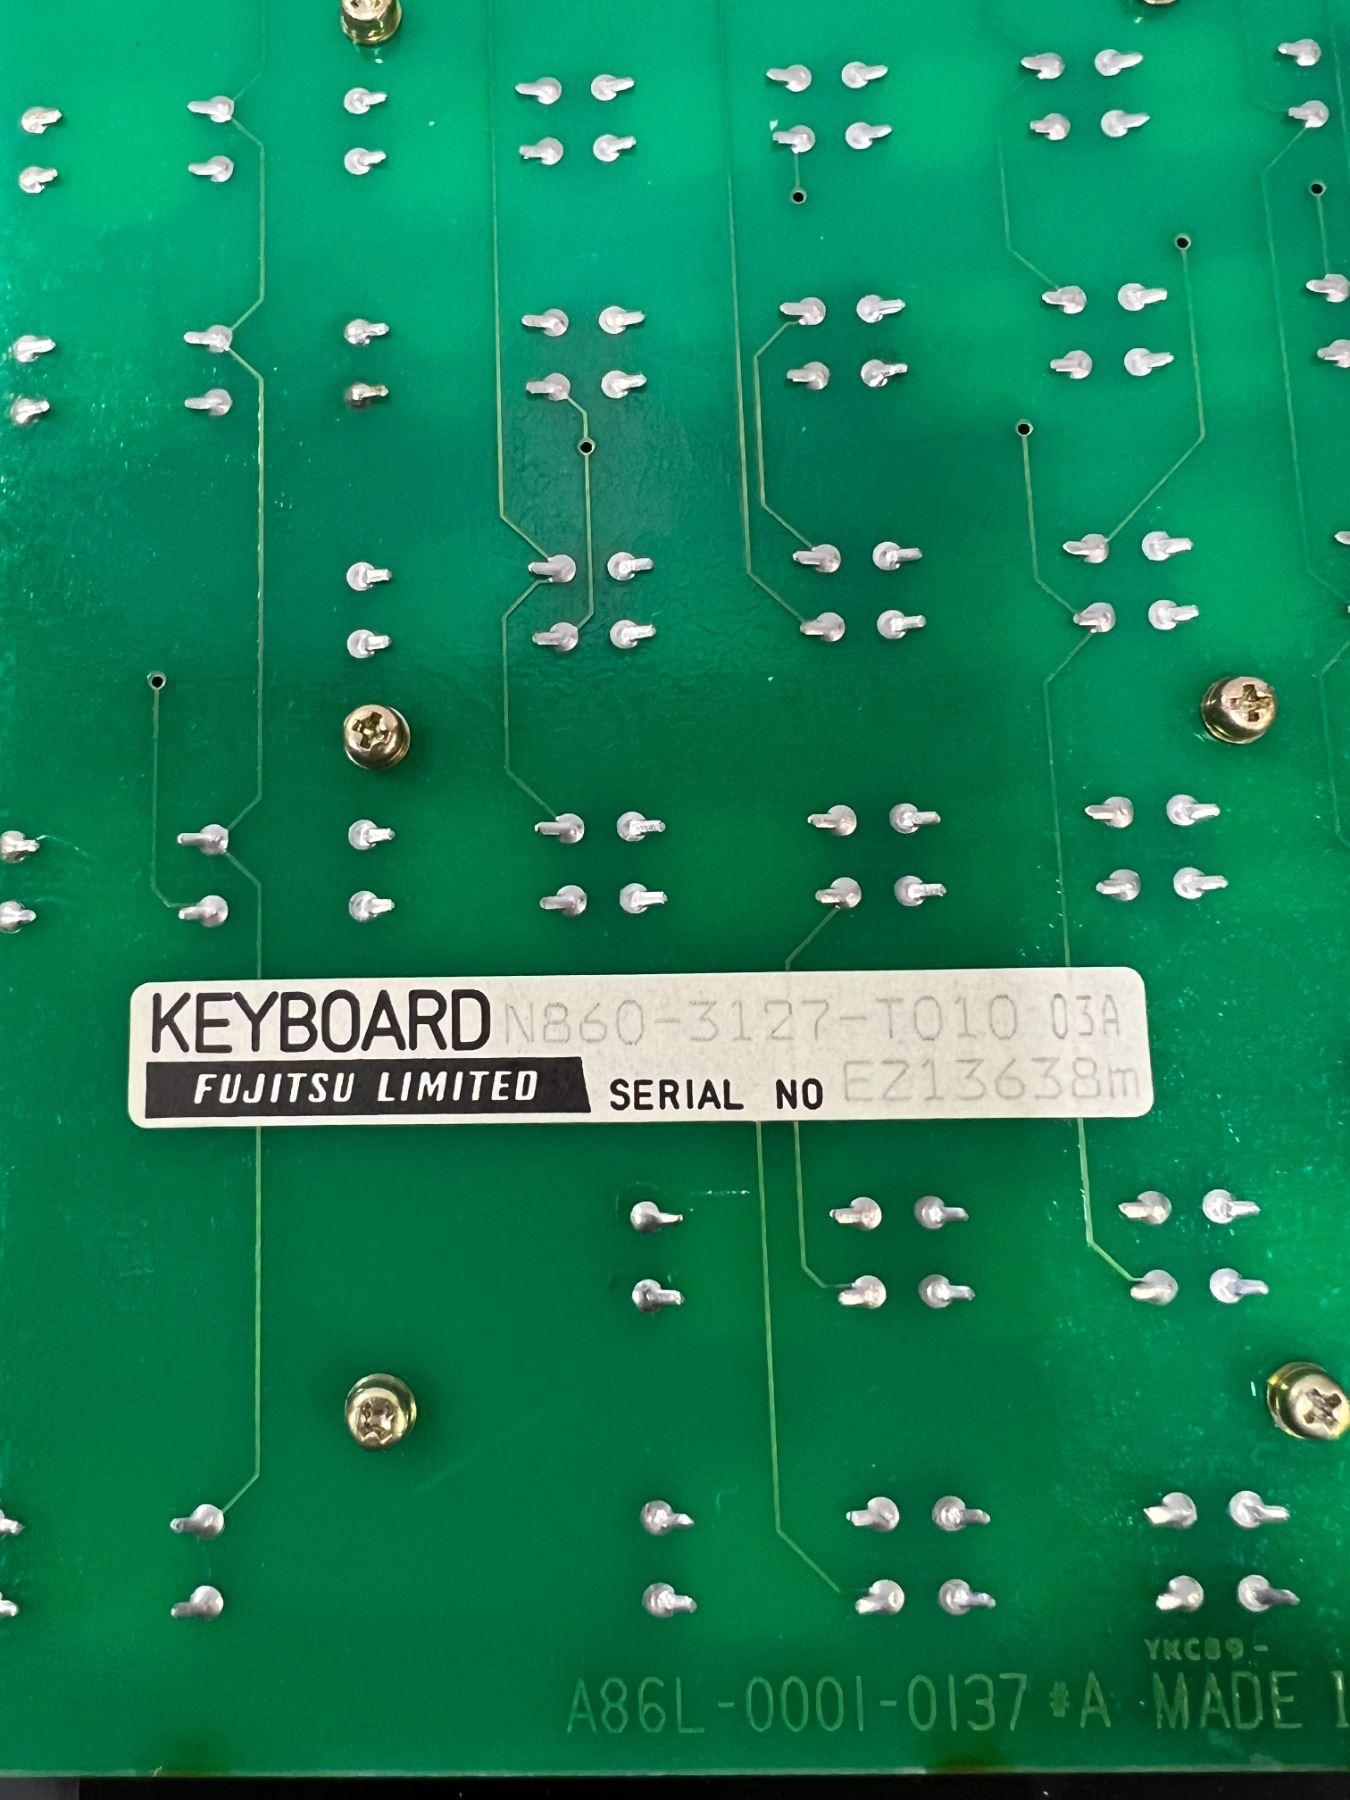 KEYBOARD N860-3127-T010 03A
FUJITSU LIMITED SERIAL NO EZ13638m
YKC89-
A86L-0001-0137 #A MADE